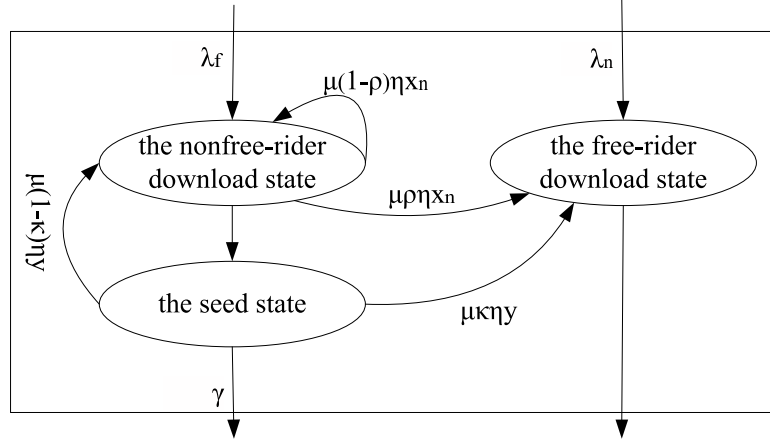 λf
λn
μ(1-ρ)ηxn
the nonfree-rider
download state
the free-rider
download state
μ(1-κ)ηy
μρηxn
the seed state
μκηy
γ